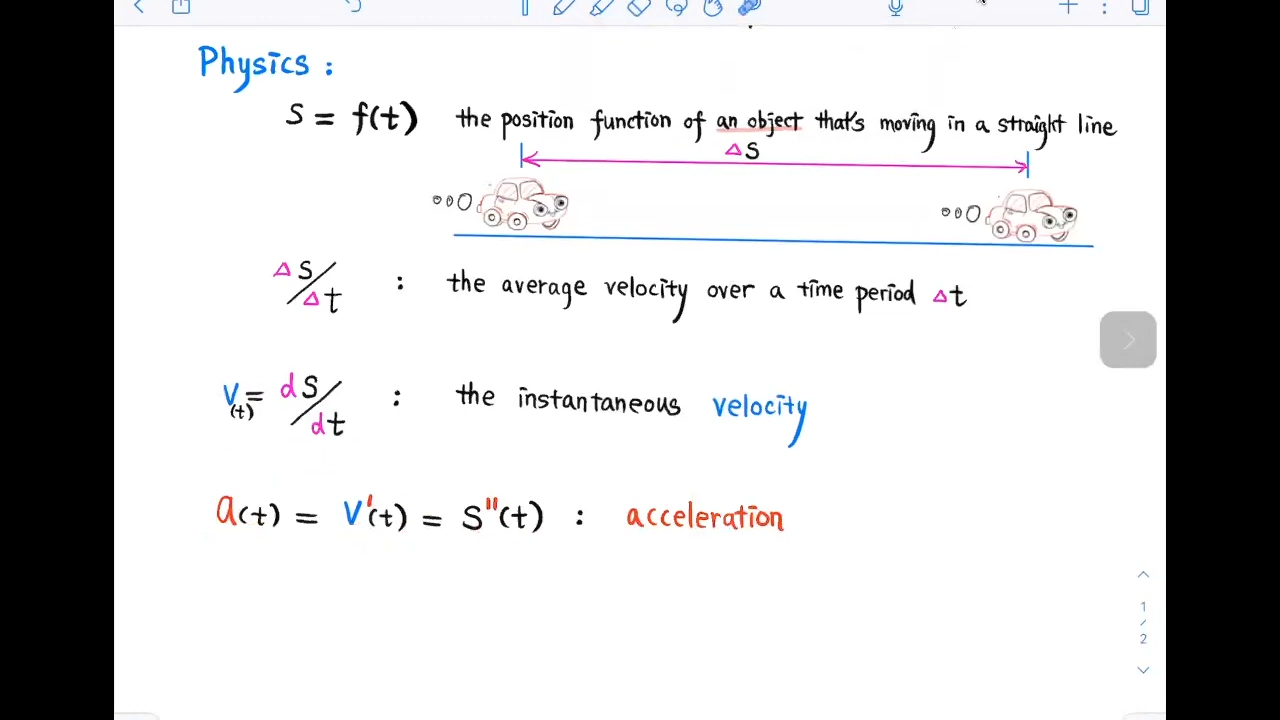 Physics :
S = f(t) the position function of an object that's moving in a straight line
ΔS
ΔS/Δt : the average velocity over a time period Δt
V(t) = dS/dt : the instantaneous velocity
a(t) = V'(t) = S"(t) : acceleration
1
/
2